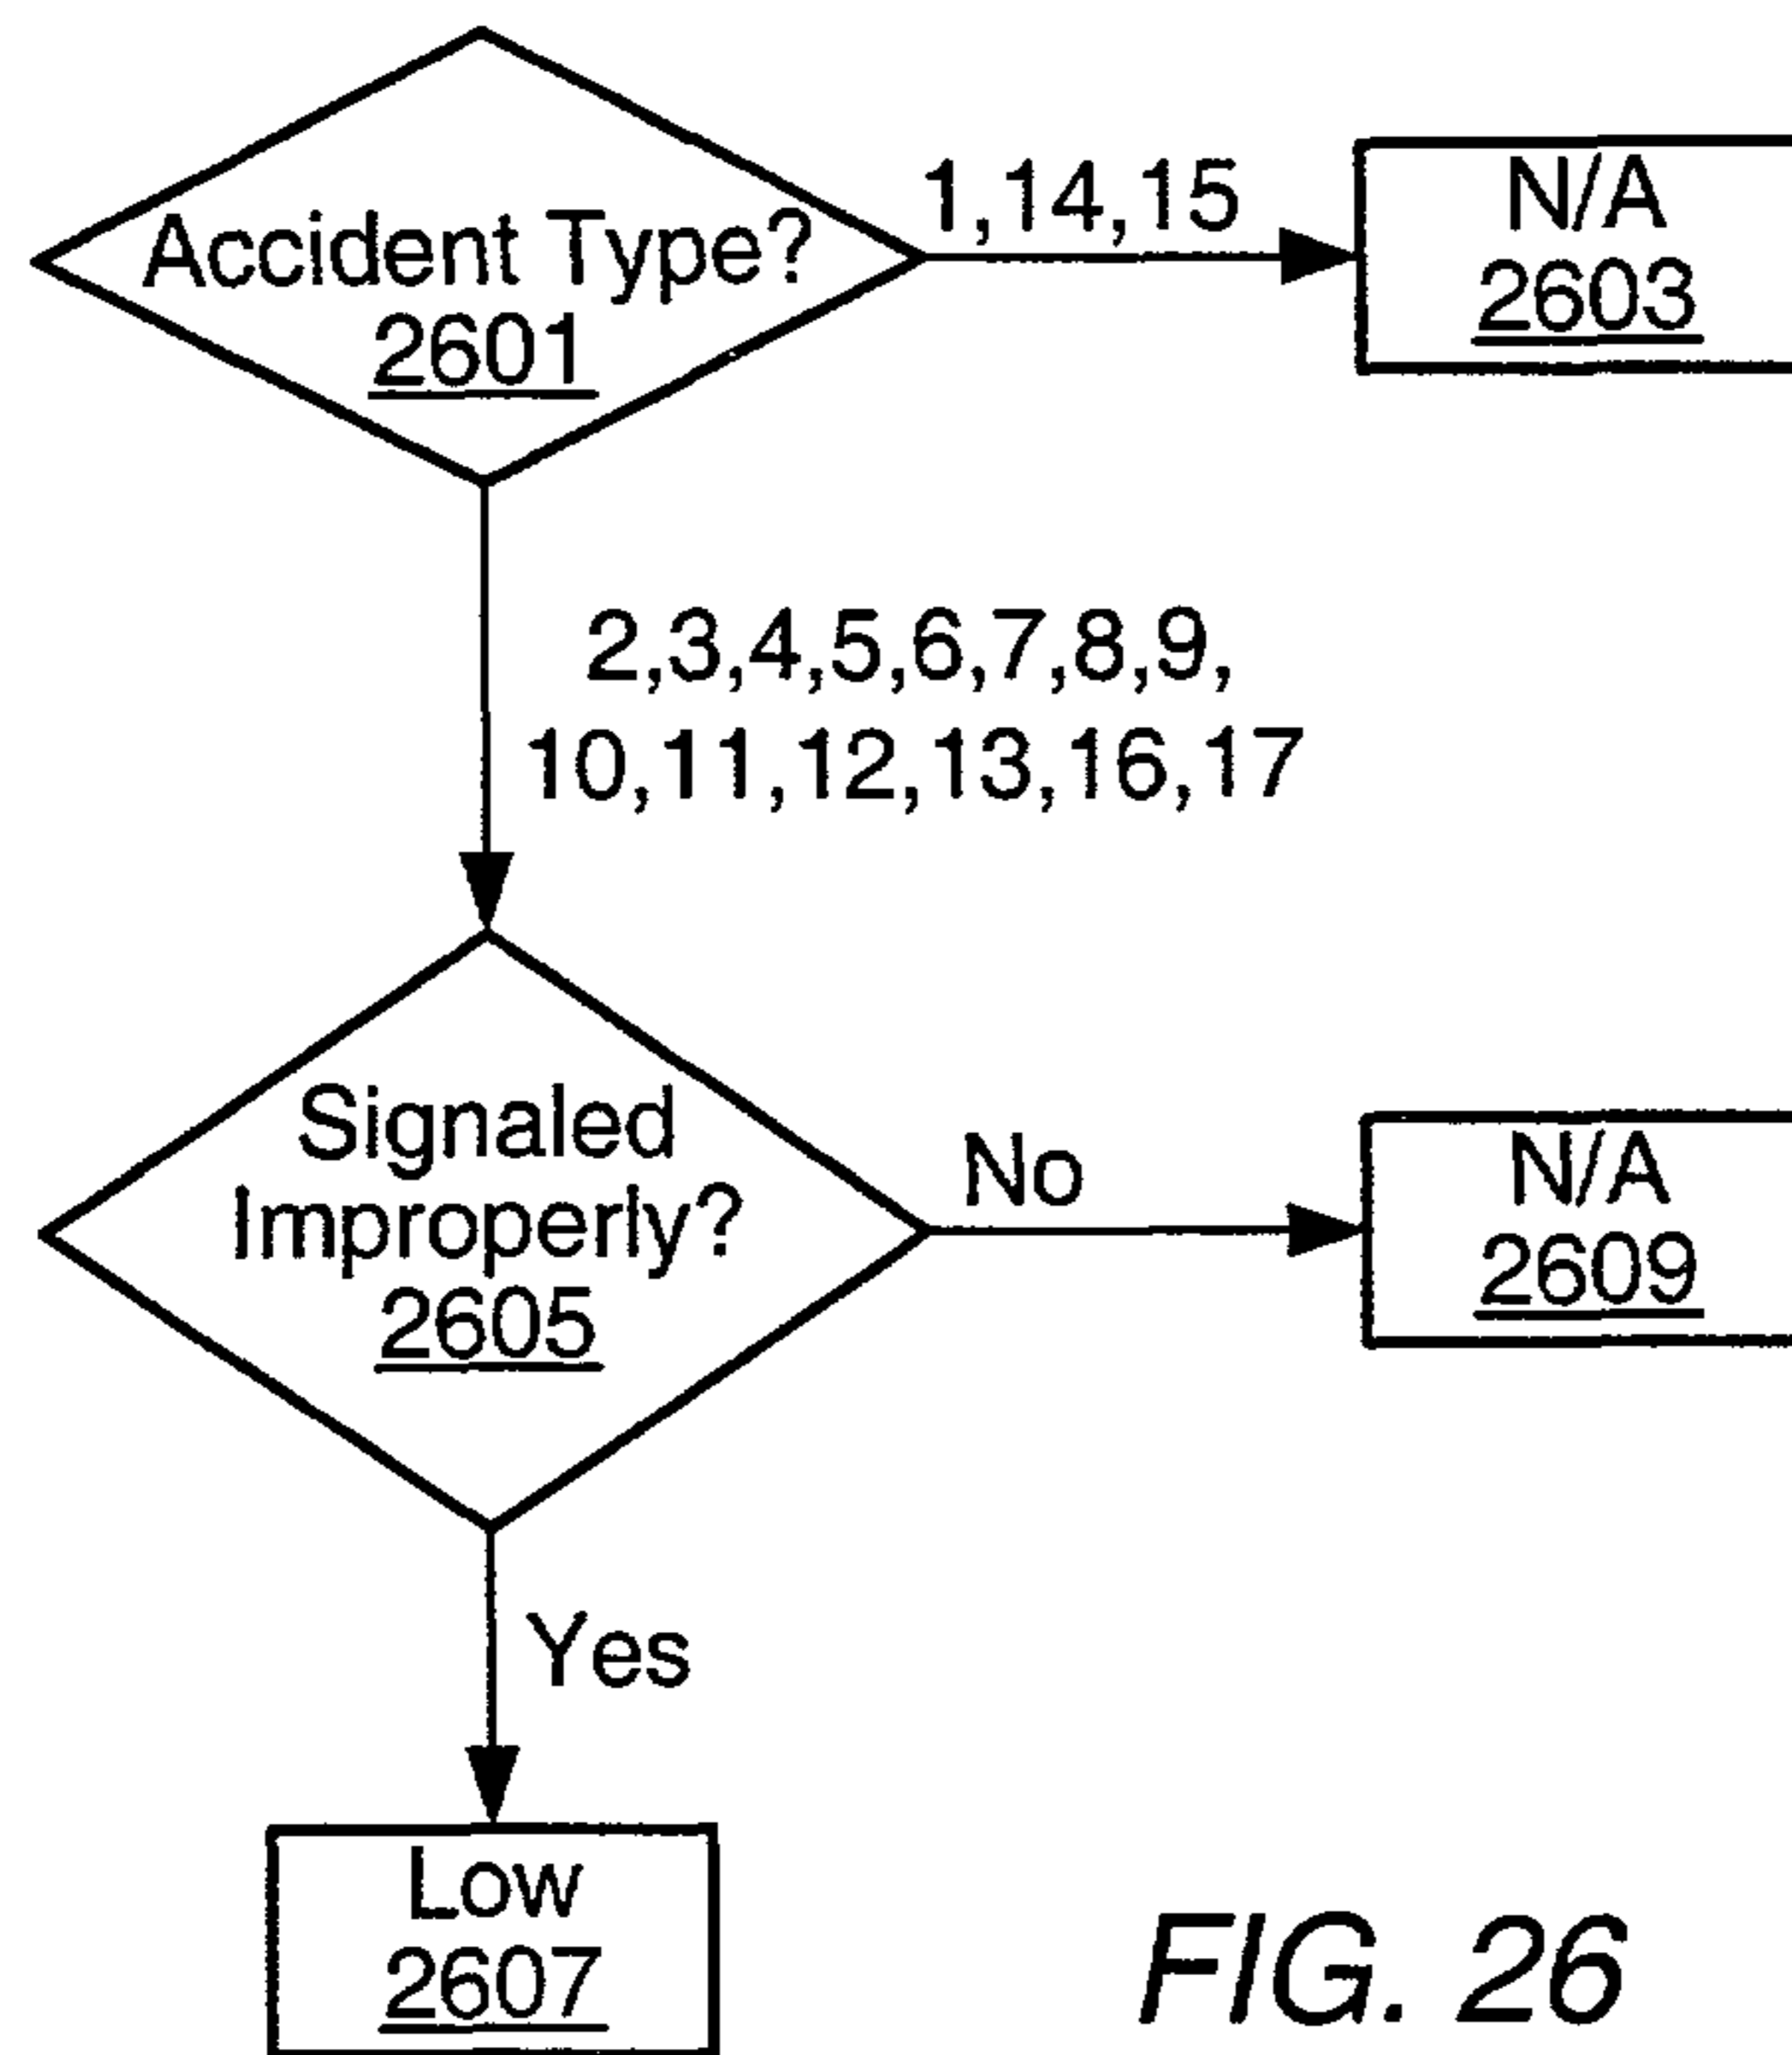 Accident Type?
2601
1,14,15
N/A
2603
2,3,4,5,6,7,8,9,
10,11,12,13,16,17
Signaled
Improperly?
2605
No
N/A
2609
Yes
Low
2607
FIG. 26